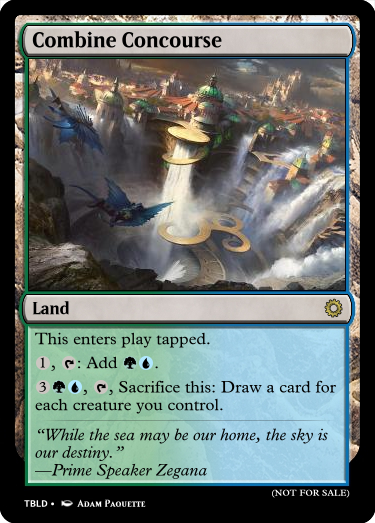 Combine Concourse
Land
This enters play tapped.
1, : Add .
3 , , Sacrifice this: Draw a card for
each creature you control.
“While the sea may be our home, the sky is
our destiny.”
—Prime Speaker Zegana
(NOT FOR SALE)
TBLD • Adam Paquette